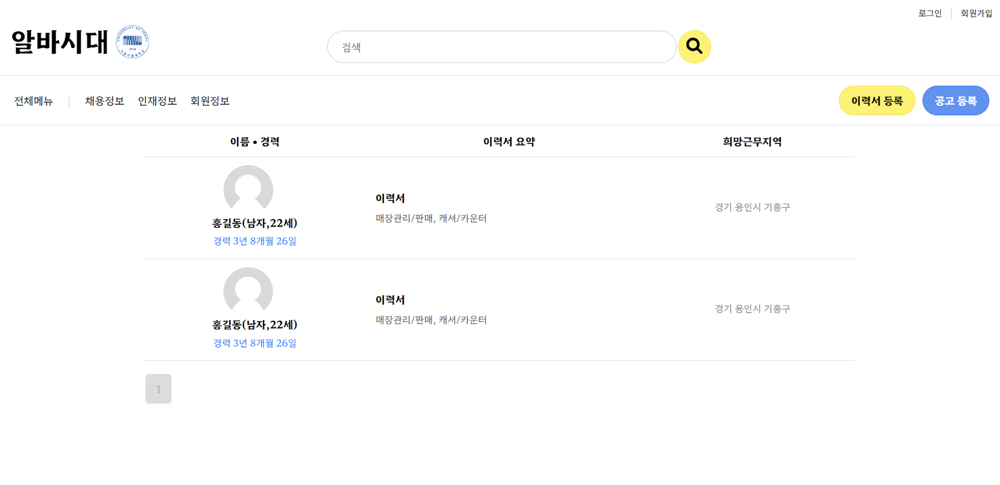 로그인 | 회원가입
알바시대
UNIVERSITY OF SEOUL
1918
서울시립대학교
검색
전체메뉴 | 채용정보 인재정보 회원정보
이력서 등록 공고 등록
이름 • 경력 이력서 요약 희망근무지역
이력서
매장관리/판매, 캐셔/카운터
경기 용인시 기흥구
홍길동(남자,22세)
경력 3년 8개월 26일
이력서
매장관리/판매, 캐셔/카운터
경기 용인시 기흥구
홍길동(남자,22세)
경력 3년 8개월 26일
1